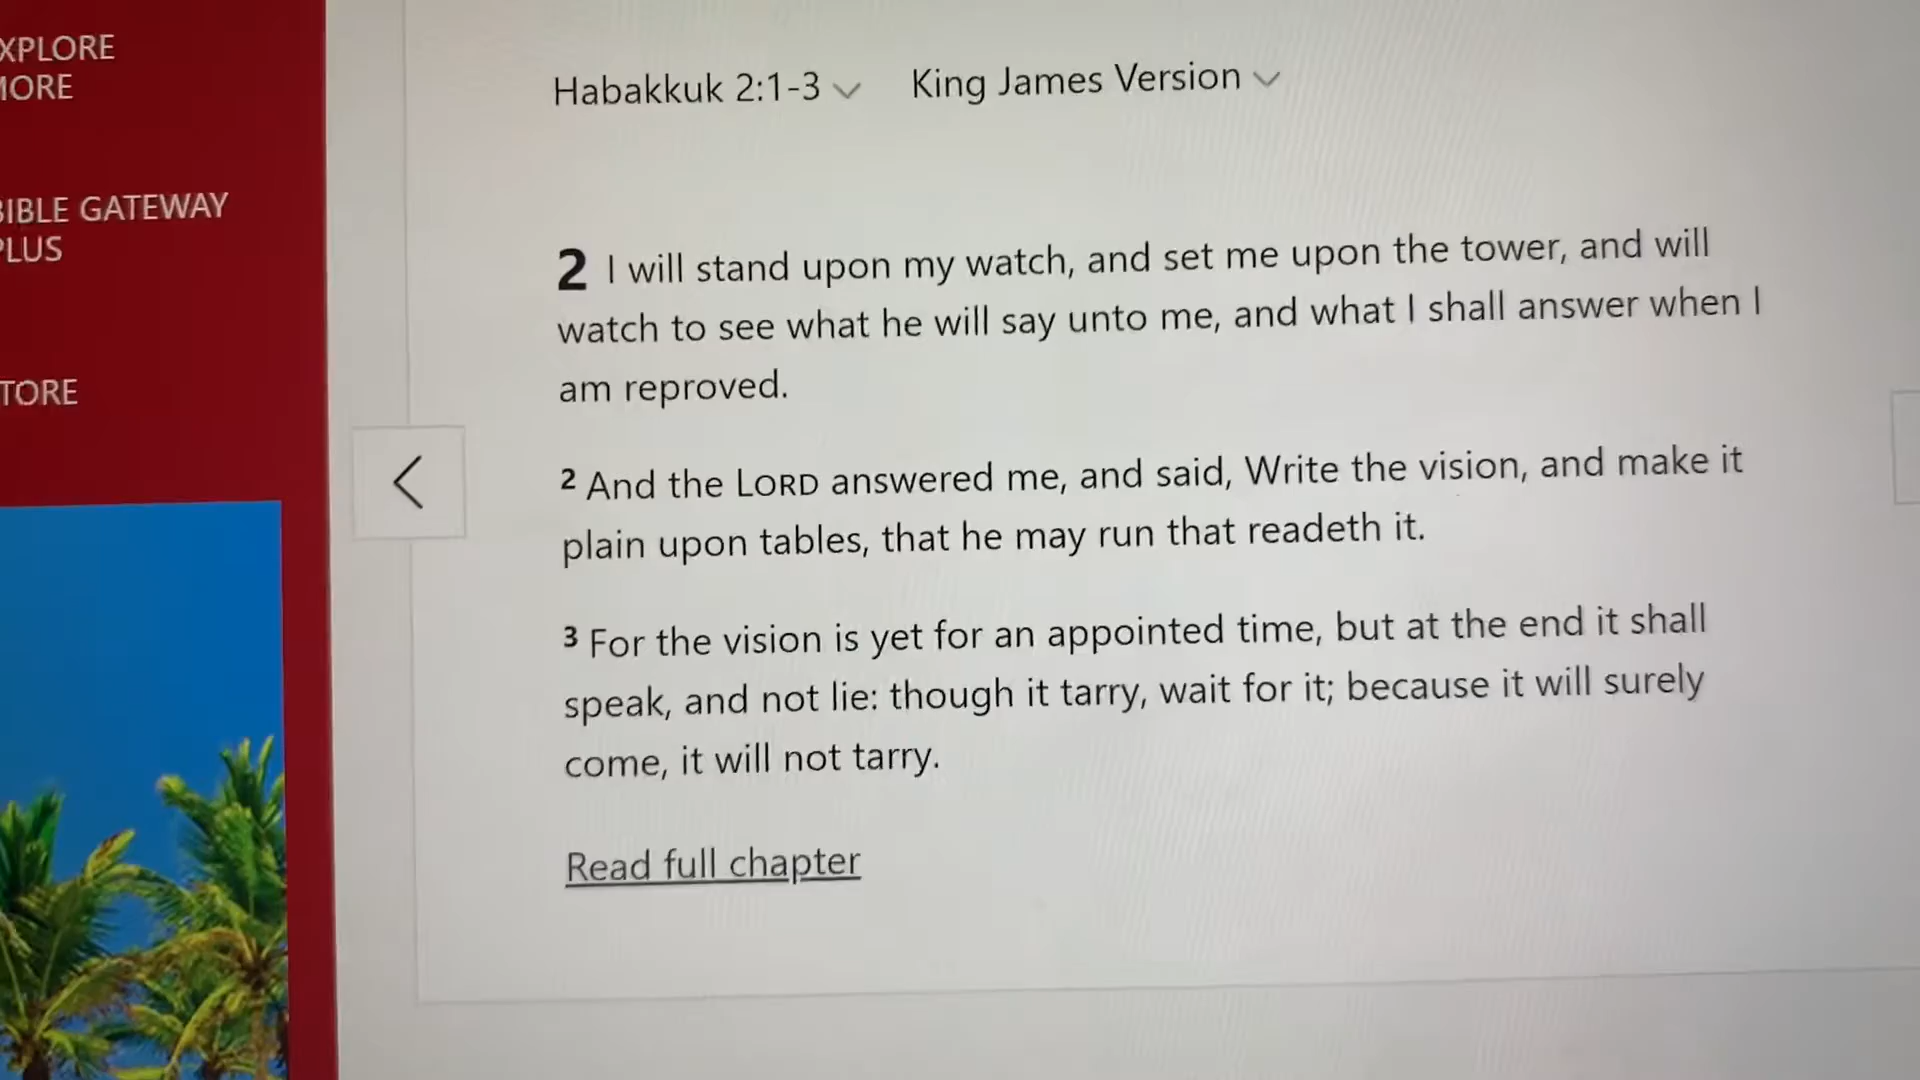 XPLORE
MORE
BIBLE GATEWAY
PLUS
TORE
Habakkuk 2:1-3 King James Version
2 I will stand upon my watch, and set me upon the tower, and will
watch to see what he will say unto me, and what I shall answer when I
am reproved.
2 And the LORD answered me, and said, Write the vision, and make it
plain upon tables, that he may run that readeth it.
3 For the vision is yet for an appointed time, but at the end it shall
speak, and not lie: though it tarry, wait for it; because it will surely
come, it will not tarry.
Read full chapter